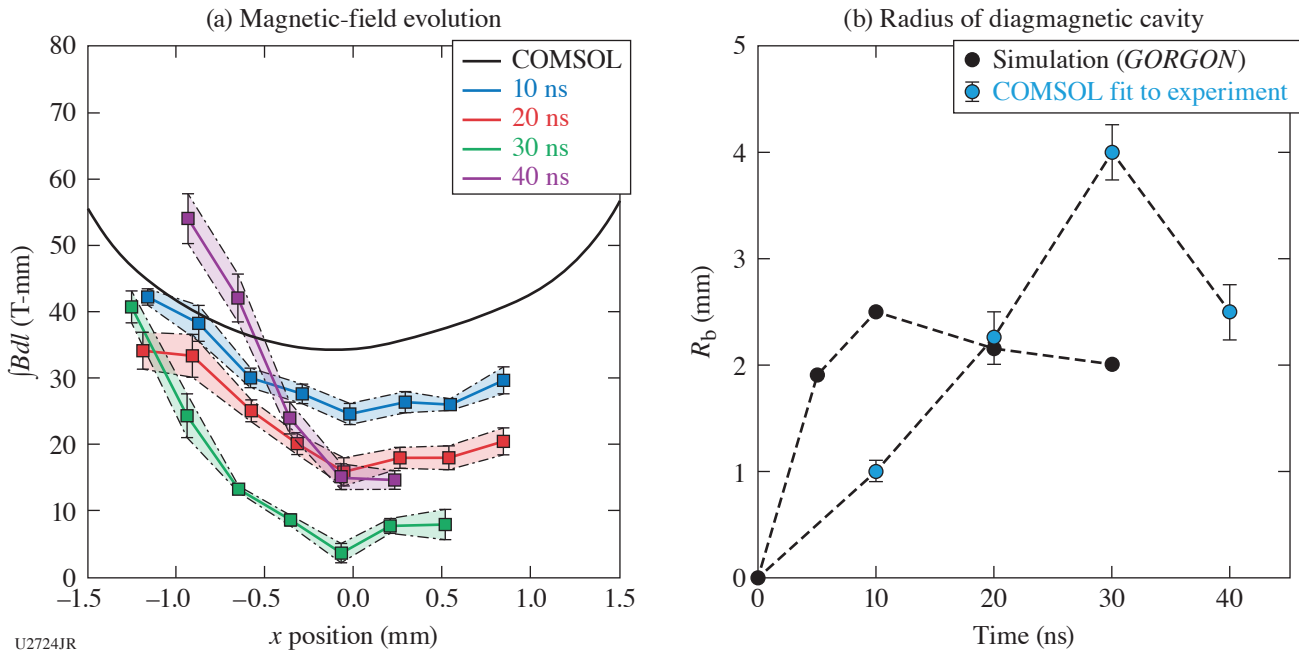 (a) Magnetic-field evolution
80
70
60
50
40
30
20
10
0
∫Bdl (T-mm)
COMSOL
10 ns
20 ns
30 ns
40 ns
–1.5 –1.0 –0.5 0.0 0.5 1.0 1.5
x position (mm)
U2724JR
(b) Radius of diagmagnetic cavity
5
4
3
2
1
0
R_b (mm)
Simulation (GORGON)
COMSOL fit to experiment
0 10 20 30 40
Time (ns)